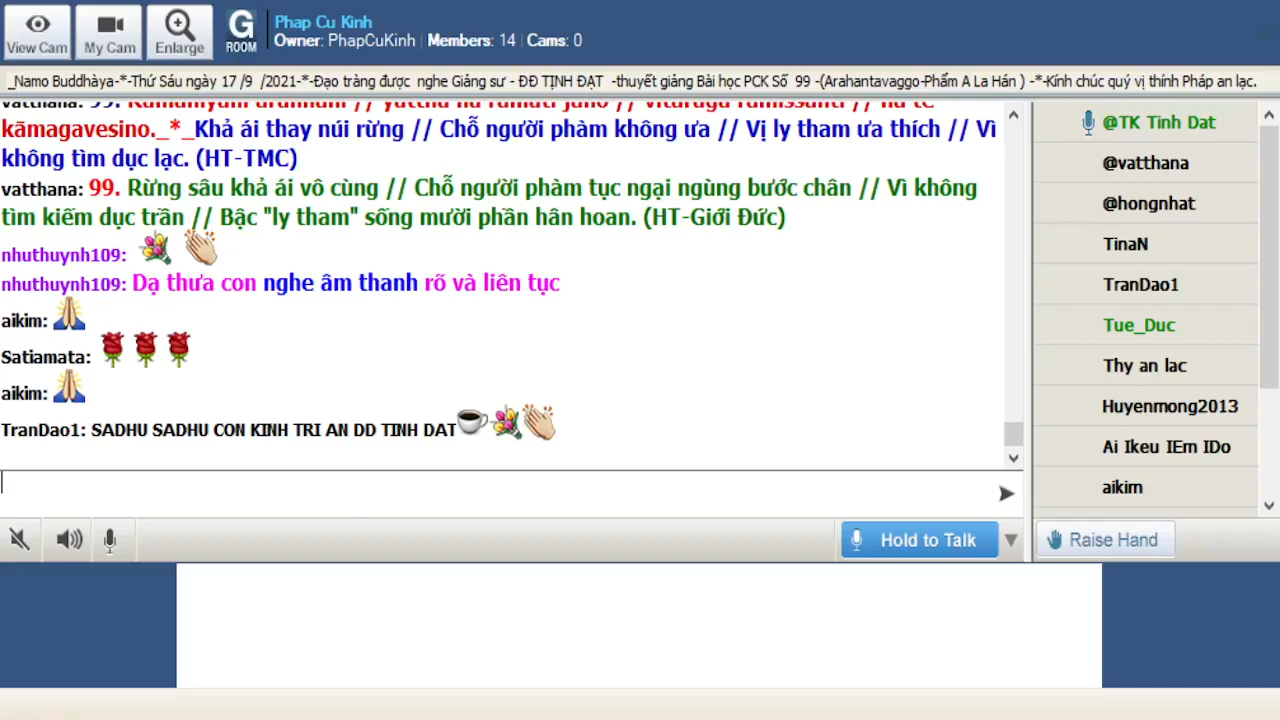 View Cam
My Cam
Enlarge
G
ROOM
Phap Cu Kinh
Owner: PhapCuKinh | Members: 14 | Cams: 0
_Namo Buddhàya-*-Thứ Sáu ngày 17 /9 /2021-*-Đạo tràng được nghe Giảng sư - ĐĐ TỊNH ĐẠT -thuyết giảng Bài học PCK Số 99 -(Arahantavaggo-Phẩm A La Hán ) -*-Kính chúc quý vị thính Pháp an lạc.
kāmagavesino._*_Khả ái thay núi rừng // Chỗ người phàm không ưa // Vị ly tham ưa thích // Vì
không tìm dục lạc. (HT-TMC)
vatthana: 99. Rừng sâu khả ái vô cùng // Chỗ người phàm tục ngại ngùng bước chân // Vì không
tìm kiếm dục trần // Bậc "ly tham" sống mười phần hân hoan. (HT-Giới Đức)
nhuthuynh109:
nhuthuynh109: Dạ thưa con nghe âm thanh rõ và liên tục
aikim:
Satiamata:
aikim:
TranDao1: SADHU SADHU CON KINH TRI AN DD TINH DAT
@TK Tinh Dat
@vatthana
@hongnhat
TinaN
TranDao1
Tue_Duc
Thy an lac
Huyenmong2013
Ai Ikeu IEm IDo
aikim
Hold to Talk
Raise Hand